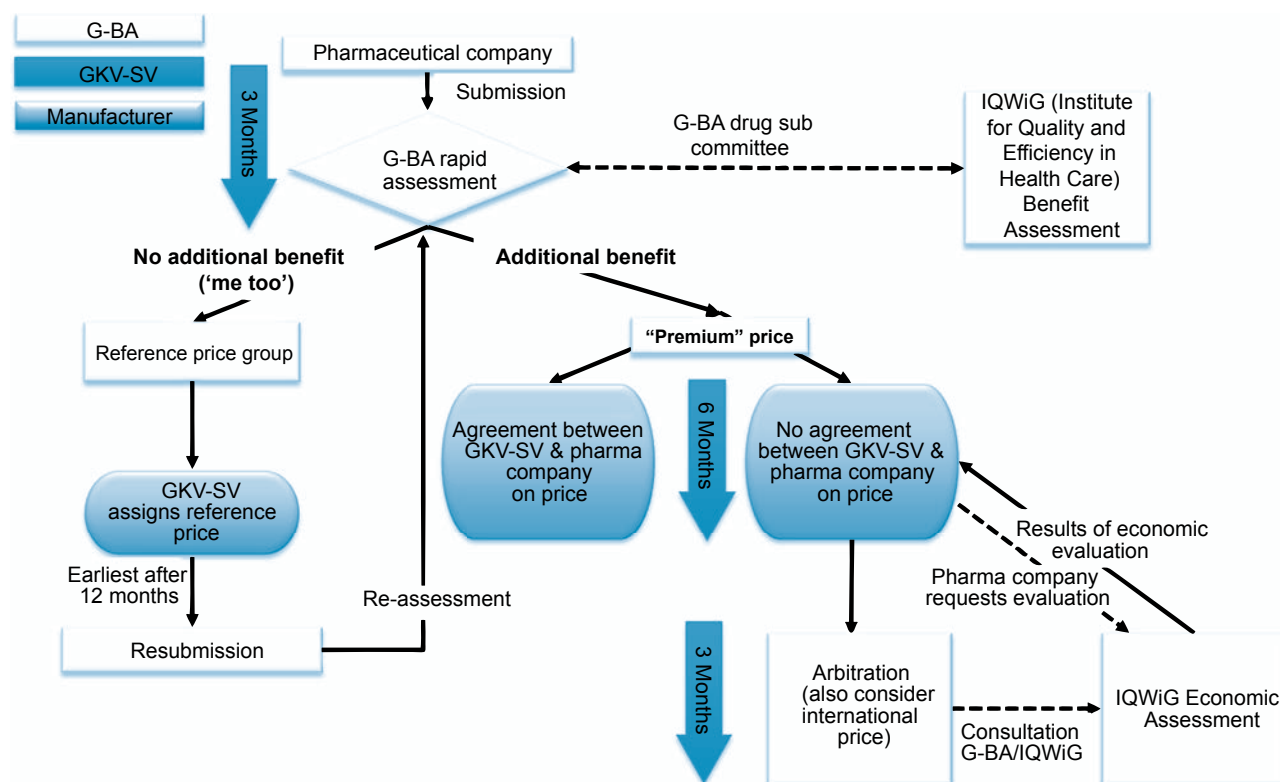 G-BA
GKV-SV
Manufacturer
3 Months
Pharmaceutical company
Submission
G-BA rapid
assessment
G-BA drug sub
committee
IQWiG (Institute
for Quality and
Efficiency in
Health Care)
Benefit
Assessment
No additional benefit
(‘me too’)
Additional benefit
Reference price group
“Premium” price
GKV-SV
assigns reference
price
Agreement between
GKV-SV & pharma
company
on price
6 Months
No agreement
between GKV-SV &
pharma company
on price
Earliest after
12 months
Re-assessment
Resubmission
Results of economic
evaluation
Pharma company
requests evaluation
3 Months
Arbitration
(also consider
international
price)
Consultation
G-BA/IQWiG
IQWiG Economic
Assessment